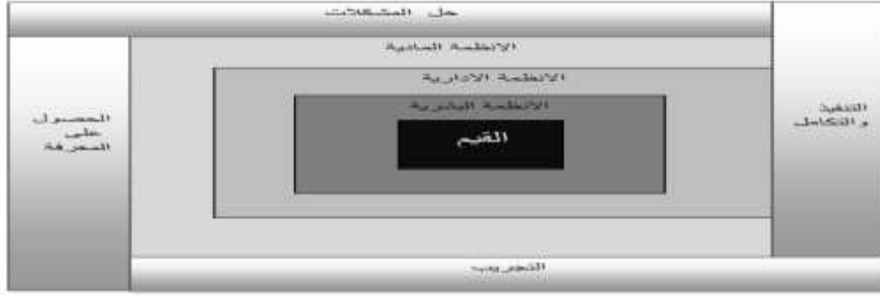 حل المشكلات
الانظمة المادية
الانظمة الادارية
الانظمة البشرية
القيم
التنفيذ
و التكامل
الحصول
على
المعرفة
التجريب